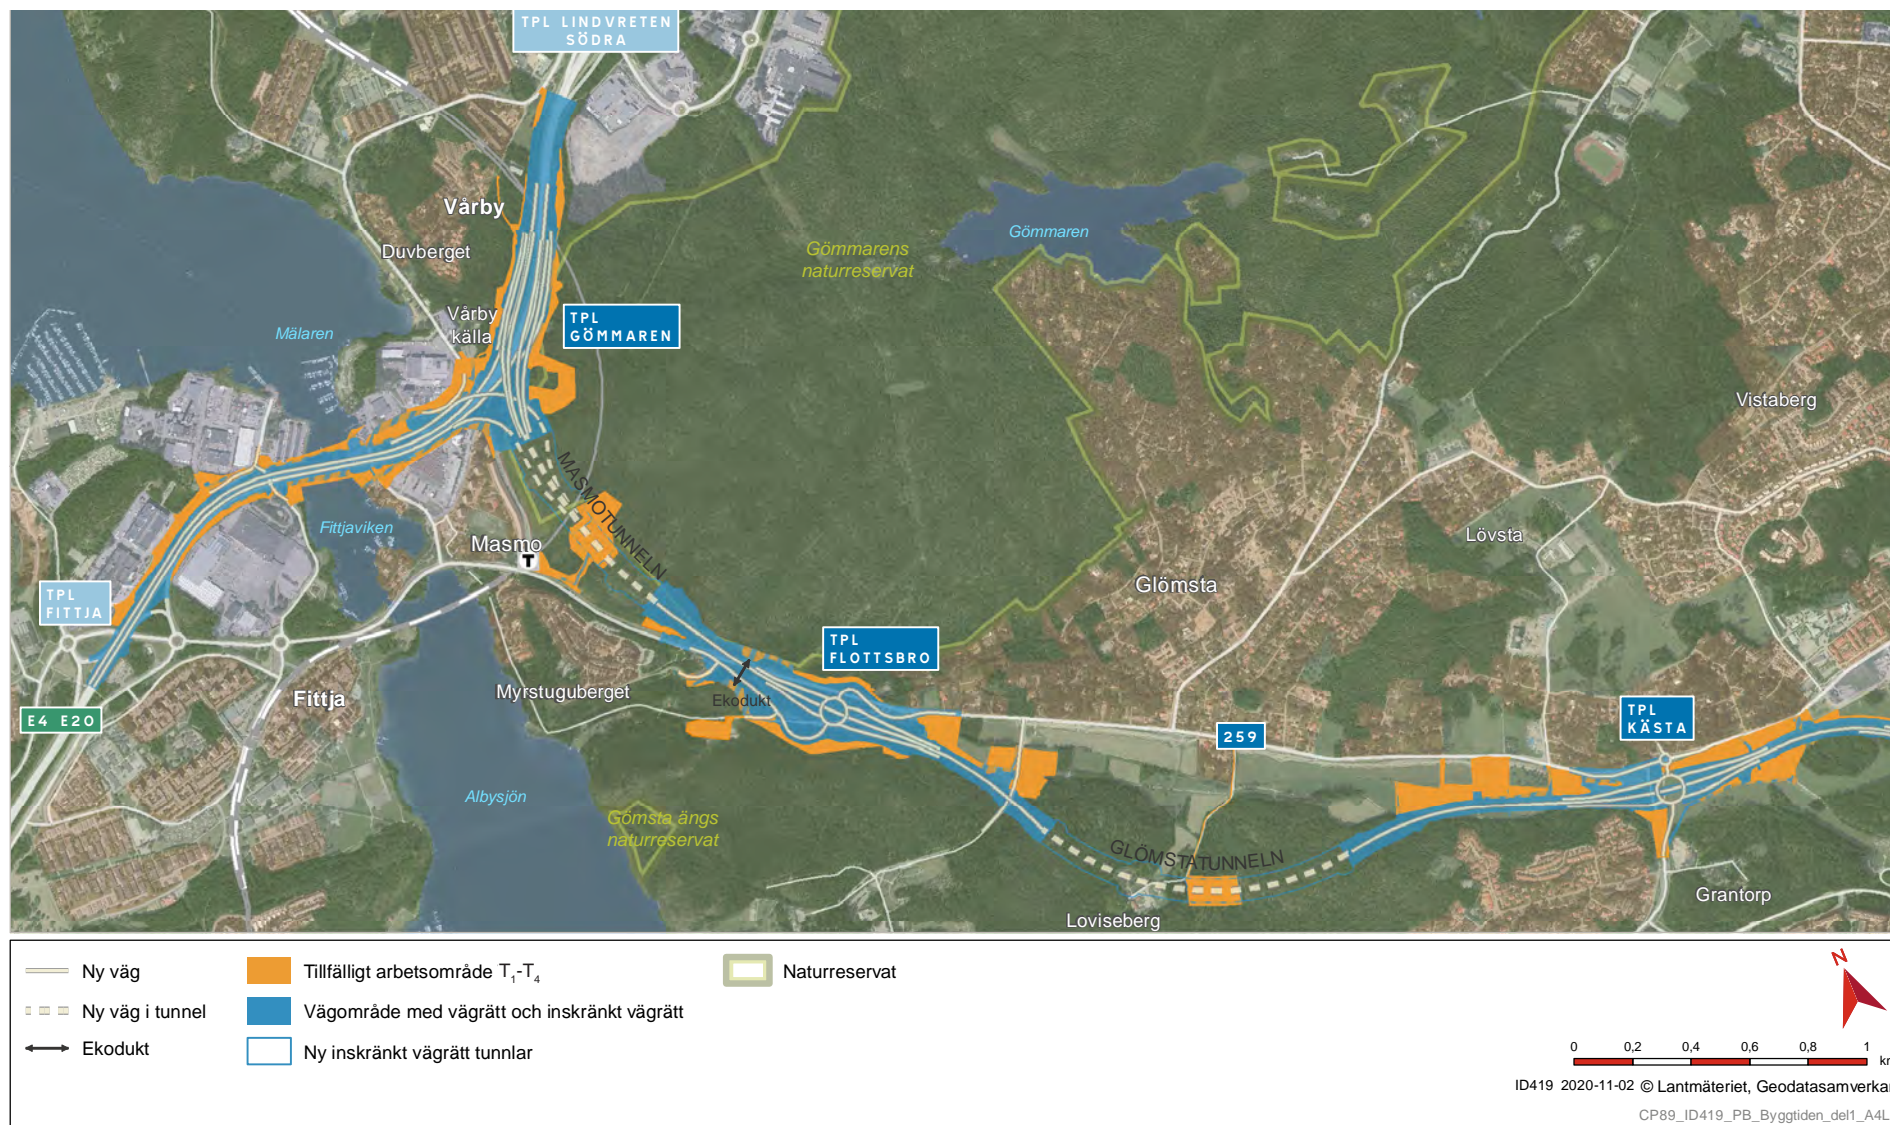 TPL LINDVRETEN
SÖDRA
Vårby
Duvberget
Gömmarens
naturreservat
Gömmaren
Vårby
källa
TPL
GÖMMAREN
Mälaren
Vistaberg
MASMOTUNNELN
Fittjaviken
Masmo
T
Lövsta
Glömsta
TPL
FITTJA
TPL
FLOTTSBRO
Myrstuguberget
Ekodukt
Fittja
E4 E20
259
TPL
KÄSTA
Albysjön
Gömsta ängs
naturreservat
GLÖMSTATUNNELN
Loviseberg
Grantorp
Ny väg
Ny väg i tunnel
Ekodukt
Tillfälligt arbetsområde T1-T4
Vägområde med vägrätt och inskränkt vägrätt
Ny inskränkt vägrätt tunnlar
Naturreservat
N
0 0,2 0,4 0,6 0,8 1
ID419 2020-11-02 © Lantmäteriet, Geodatasamverka
CP89_ID419_PB_Byggtiden_del1_A4L